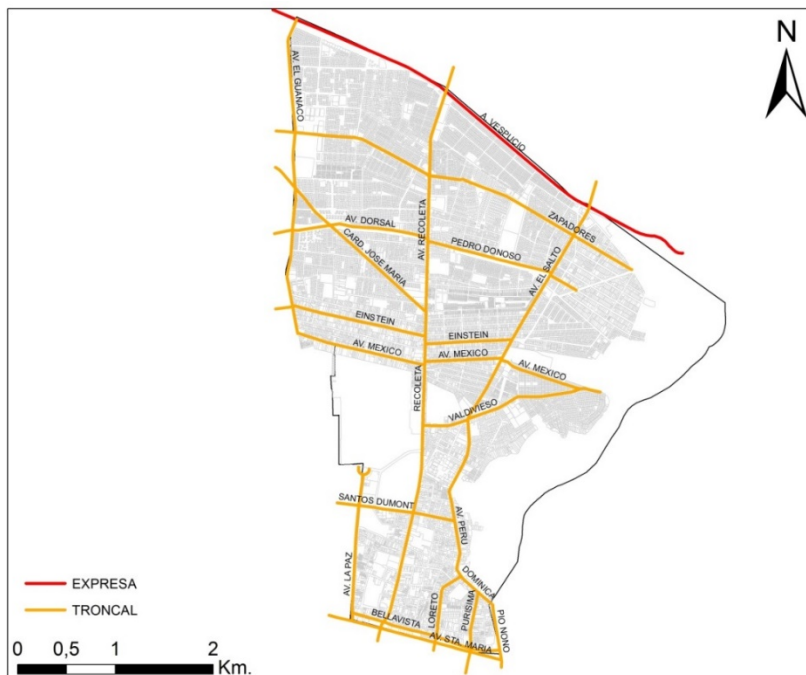 N
AV. EL GUANACO
A. VESPUCIO
ZAPADORES
AV. DORSAL
AV. RECOLETA
PEDRO DONOSO
CARD. JOSE MARIA
AV. EL SALTO
EINSTEIN
EINSTEIN
AV. MEXICO
AV. MEXICO
AV. MEXICO
RECOLETA
VALDIVIESO
SANTOS DUMONT
AV. PERU
AV. LA PAZ
DOMINICA
LORETO
PURISIMA
PIO NONO
BELLAVISTA
AV. STA. MARIA
EXPRESA
TRONCAL
0 0,5 1 2
Km.